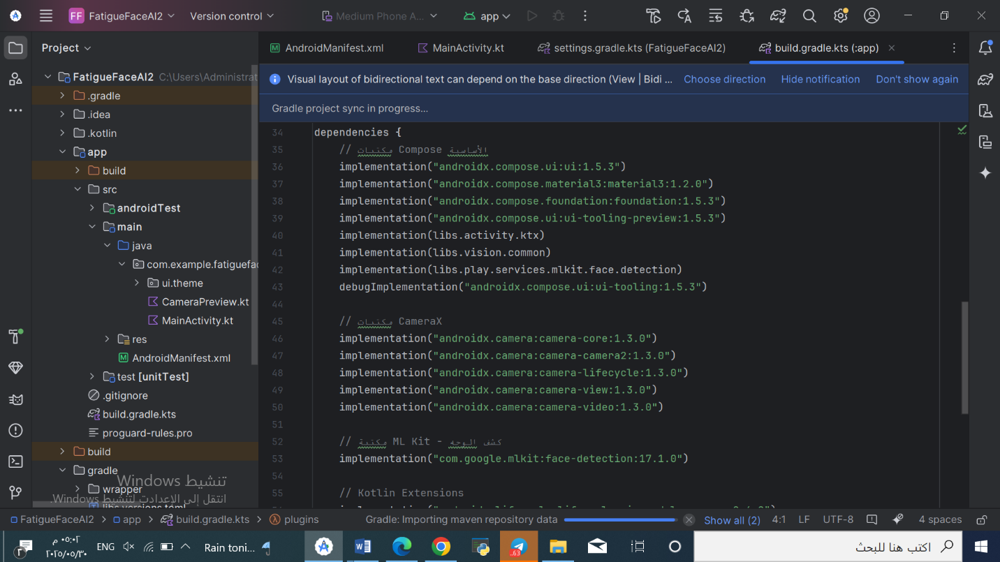 FF FatigueFaceAI2 Version control Medium Phone A... app
Project
AndroidManifest.xml MainActivity.kt settings.gradle.kts (FatigueFaceAI2) build.gradle.kts (:app)
Visual layout of bidirectional text can depend on the base direction (View | Bidi ... Choose direction Hide notification Don't show again
Gradle project sync in progress...
FatigueFaceAI2 C:\Users\Administrat
.gradle
.idea
.kotlin
app
build
src
androidTest
main
java
com.example.fatiguefa
ui.theme
CameraPreview.kt
MainActivity.kt
res
AndroidManifest.xml
test [unitTest]
.gitignore
build.gradle.kts
proguard-rules.pro
build
gradle
wrapper
libs.versions.toml
34 dependencies {
35 // مكتبات Compose الأساسية
36 implementation("androidx.compose.ui:ui:1.5.3")
37 implementation("androidx.compose.material3:material3:1.2.0")
38 implementation("androidx.compose.foundation:foundation:1.5.3")
39 implementation("androidx.compose.ui:ui-tooling-preview:1.5.3")
40 implementation(libs.activity.ktx)
41 implementation(libs.vision.common)
42 implementation(libs.play.services.mlkit.face.detection)
43 debugImplementation("androidx.compose.ui:ui-tooling:1.5.3")
44
45 // مكتبات CameraX
46 implementation("androidx.camera:camera-core:1.3.0")
47 implementation("androidx.camera:camera-camera2:1.3.0")
48 implementation("androidx.camera:camera-lifecycle:1.3.0")
49 implementation("androidx.camera:camera-view:1.3.0")
50 implementation("androidx.camera:camera-video:1.3.0")
51
52 // مكتبة ML Kit - كشف الوجه
53 implementation("com.google.mlkit:face-detection:17.1.0")
54
55 // Kotlin Extensions
تنشيط Windows
انتقل إلى الإعدادت لتنشيط Windows.
FatigueFaceAI2 > app > build.gradle.kts > plugins Gradle: Importing maven repository data Show all (2) 4:1 LF UTF-8 4 spaces
٠٥:٠٢ م
٢٠٢٥/٠٥/٣٠
٣
ENG
Rain toni...
..63
اكتب هنا للبحث